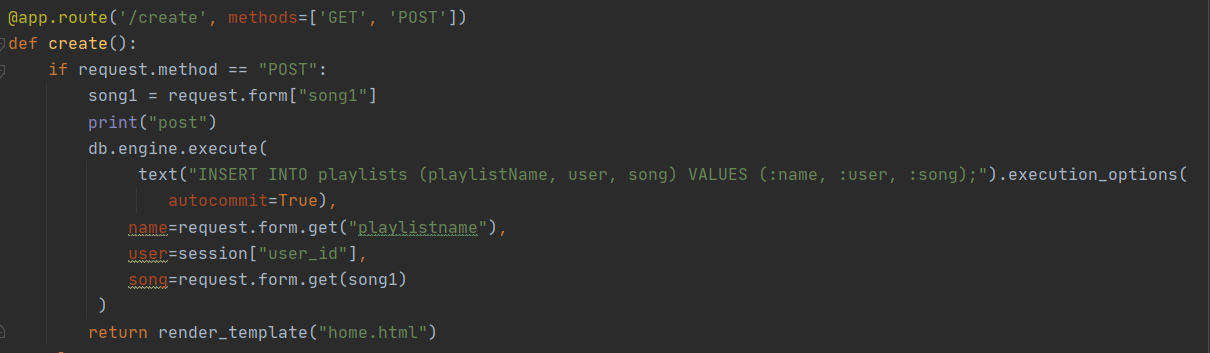 @app.route('/create', methods=['GET', 'POST'])
def create():
    if request.method == "POST":
        song1 = request.form["song1"]
        print("post")
        db.engine.execute(
             text("INSERT INTO playlists (playlistName, user, song) VALUES (:name, :user, :song);").execution_options(
                autocommit=True),
            name=request.form.get("playlistname"),
            user=session["user_id"],
            song=request.form.get(song1)
         )
        return render_template("home.html")